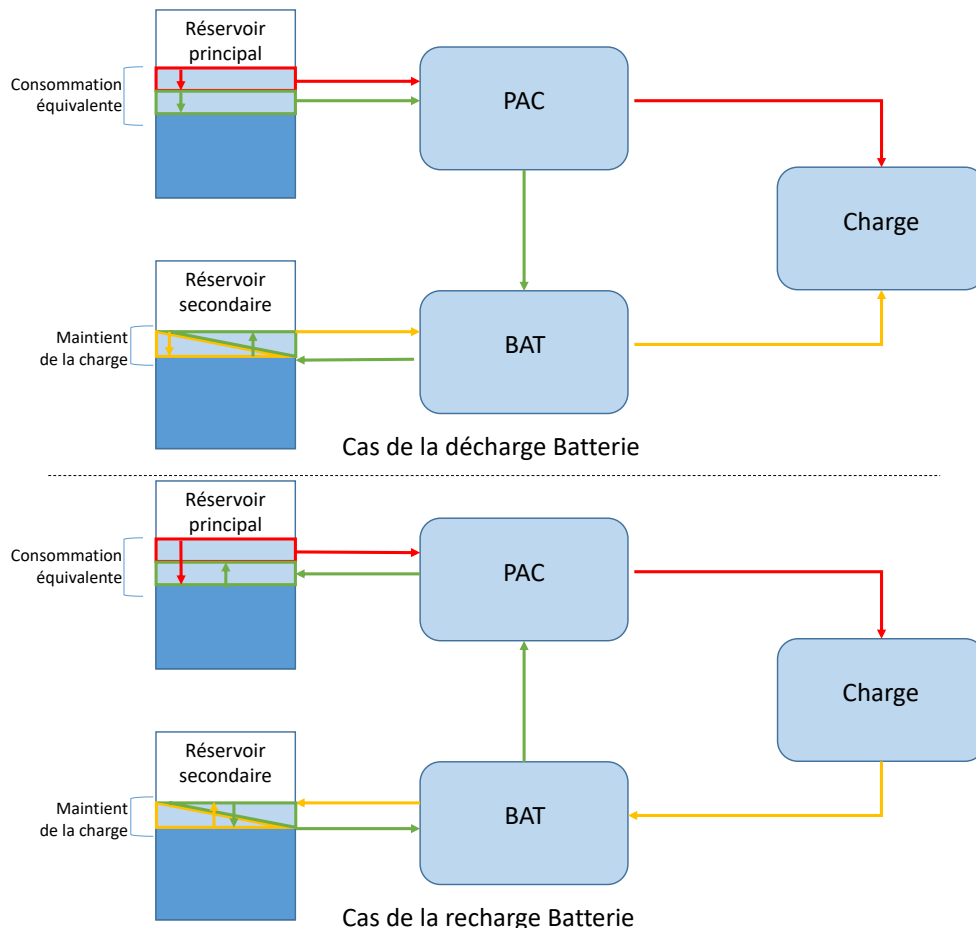 Réservoir
principal
Consommation
équivalente
PAC
Charge
Réservoir
secondaire
Maintient
de la charge
BAT
Cas de la décharge Batterie
Réservoir
principal
Consommation
équivalente
PAC
Charge
Réservoir
secondaire
Maintient
de la charge
BAT
Cas de la recharge Batterie